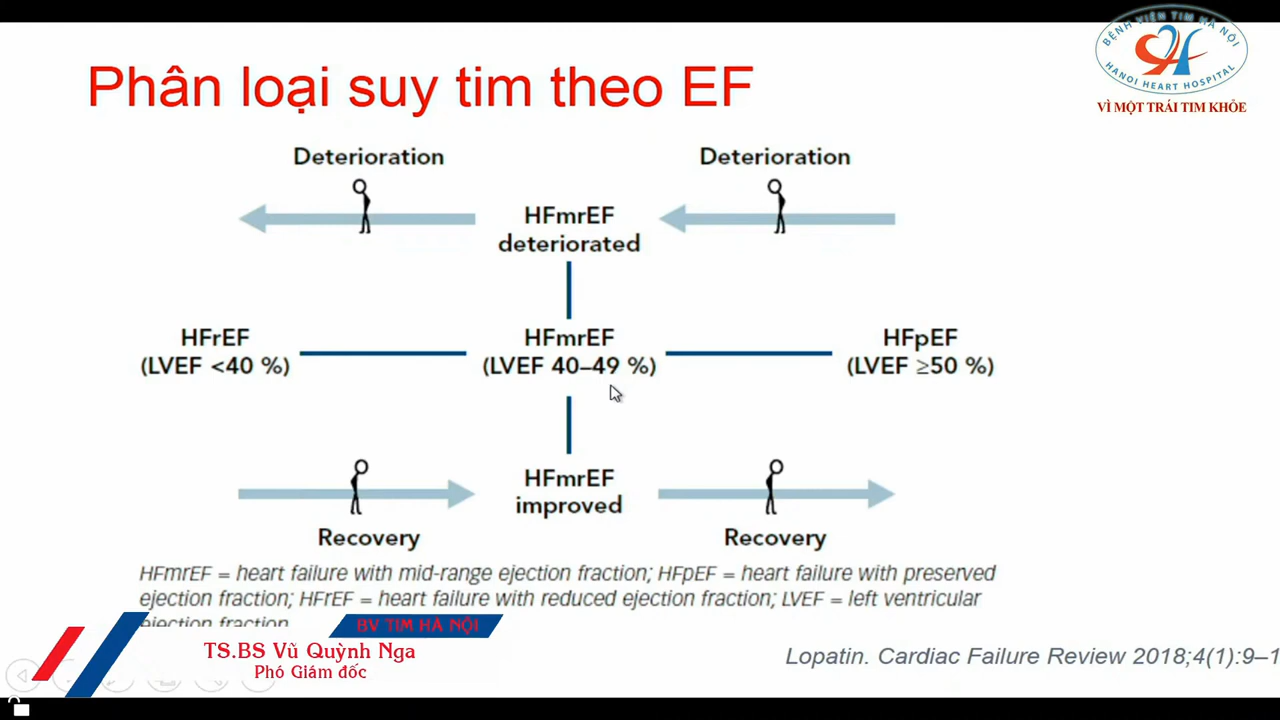 BỆNH VIỆN TIM HÀ NỘI
HANOI HEART HOSPITAL
VÌ MỘT TRÁI TIM KHỎE
Phân loại suy tim theo EF
Deterioration
Deterioration
HFmrEF
deteriorated
HFrEF
(LVEF <40 %)
HFmrEF
(LVEF 40–49 %)
HFpEF
(LVEF ≥50 %)
HFmrEF
improved
Recovery
Recovery
HFmrEF = heart failure with mid-range ejection fraction; HFpEF = heart failure with preserved
ejection fraction; HFrEF = heart failure with reduced ejection fraction; LVEF = left ventricular
ejection fraction
BV TIM HÀ NỘI
TS.BS Vũ Quỳnh Nga
Phó Giám đốc
Lopatin. Cardiac Failure Review 2018;4(1):9–1